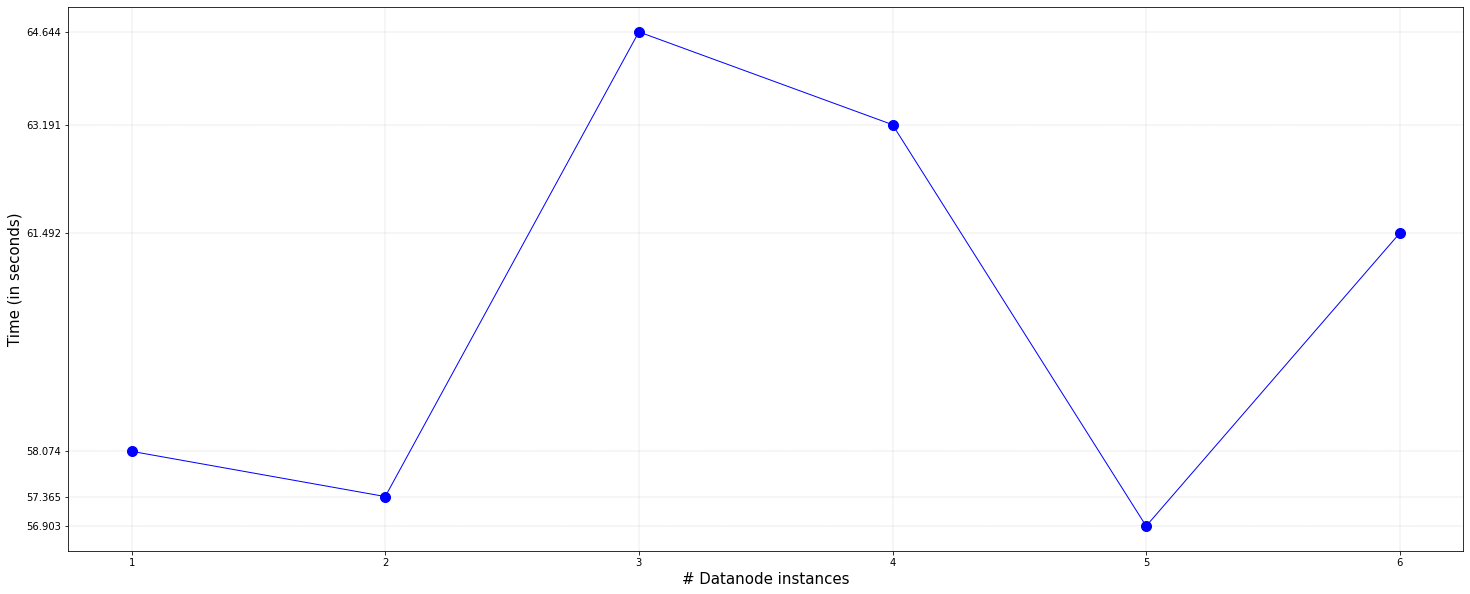 64.644
63.191
61.492
58.074
57.365
56.903
Time (in seconds)
1 2 3 4 5 6
# Datanode instances